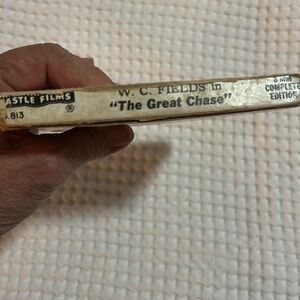 ASTLE FILMS
®
.813
W. C. FIELDS in
"The Great Chase"
8 MM
COMPLETE
EDITION